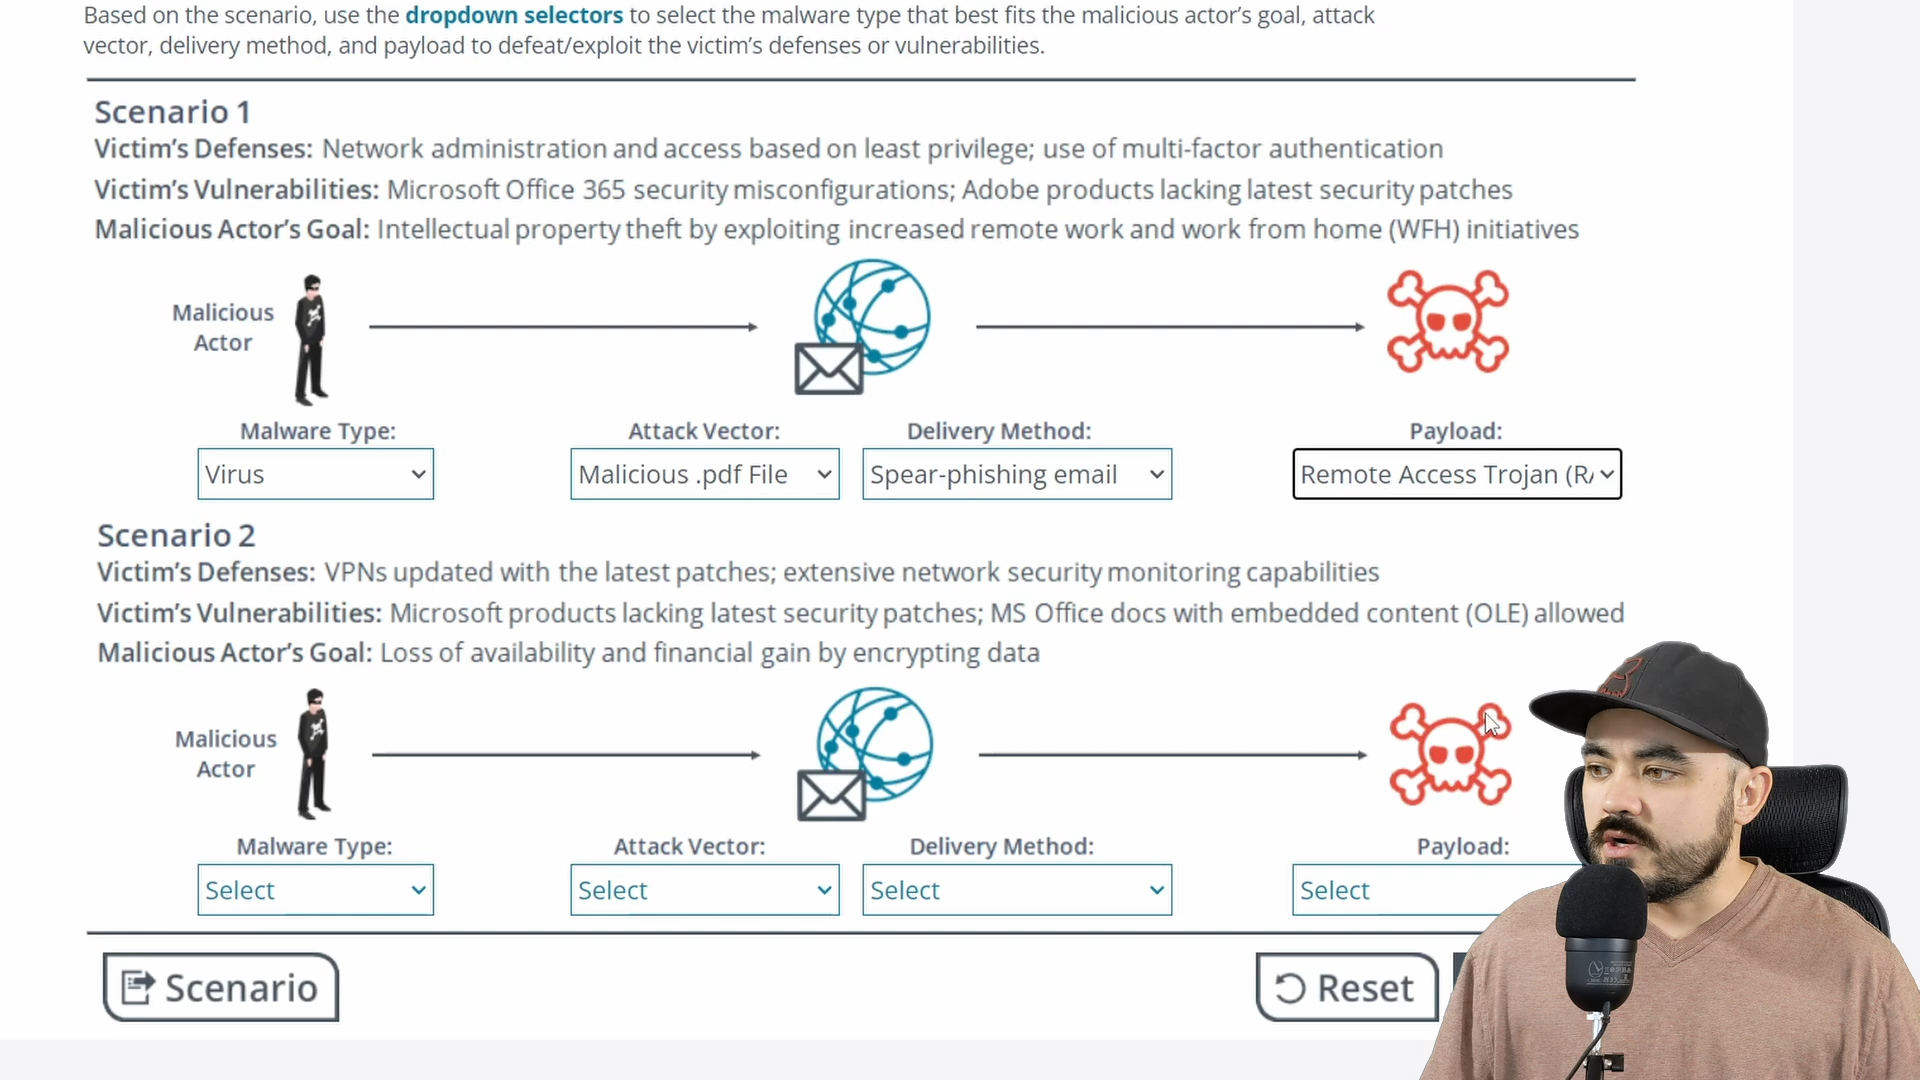 Based on the scenario, use the dropdown selectors to select the malware type that best fits the malicious actor's goal, attack
vector, delivery method, and payload to defeat/exploit the victim's defenses or vulnerabilities.
Scenario 1
Victim's Defenses: Network administration and access based on least privilege; use of multi-factor authentication
Victim's Vulnerabilities: Microsoft Office 365 security misconfigurations; Adobe products lacking latest security patches
Malicious Actor's Goal: Intellectual property theft by exploiting increased remote work and work from home (WFH) initiatives
Malicious
Actor
Malware Type:
Attack Vector:
Delivery Method:
Payload:
Virus
Malicious .pdf File
Spear-phishing email
Remote Access Trojan (RA
Scenario 2
Victim's Defenses: VPNs updated with the latest patches; extensive network security monitoring capabilities
Victim's Vulnerabilities: Microsoft products lacking latest security patches; MS Office docs with embedded content (OLE) allowed
Malicious Actor's Goal: Loss of availability and financial gain by encrypting data
Malicious
Actor
Malware Type:
Attack Vector:
Delivery Method:
Payload:
Select
Select
Select
Select
Scenario
Reset